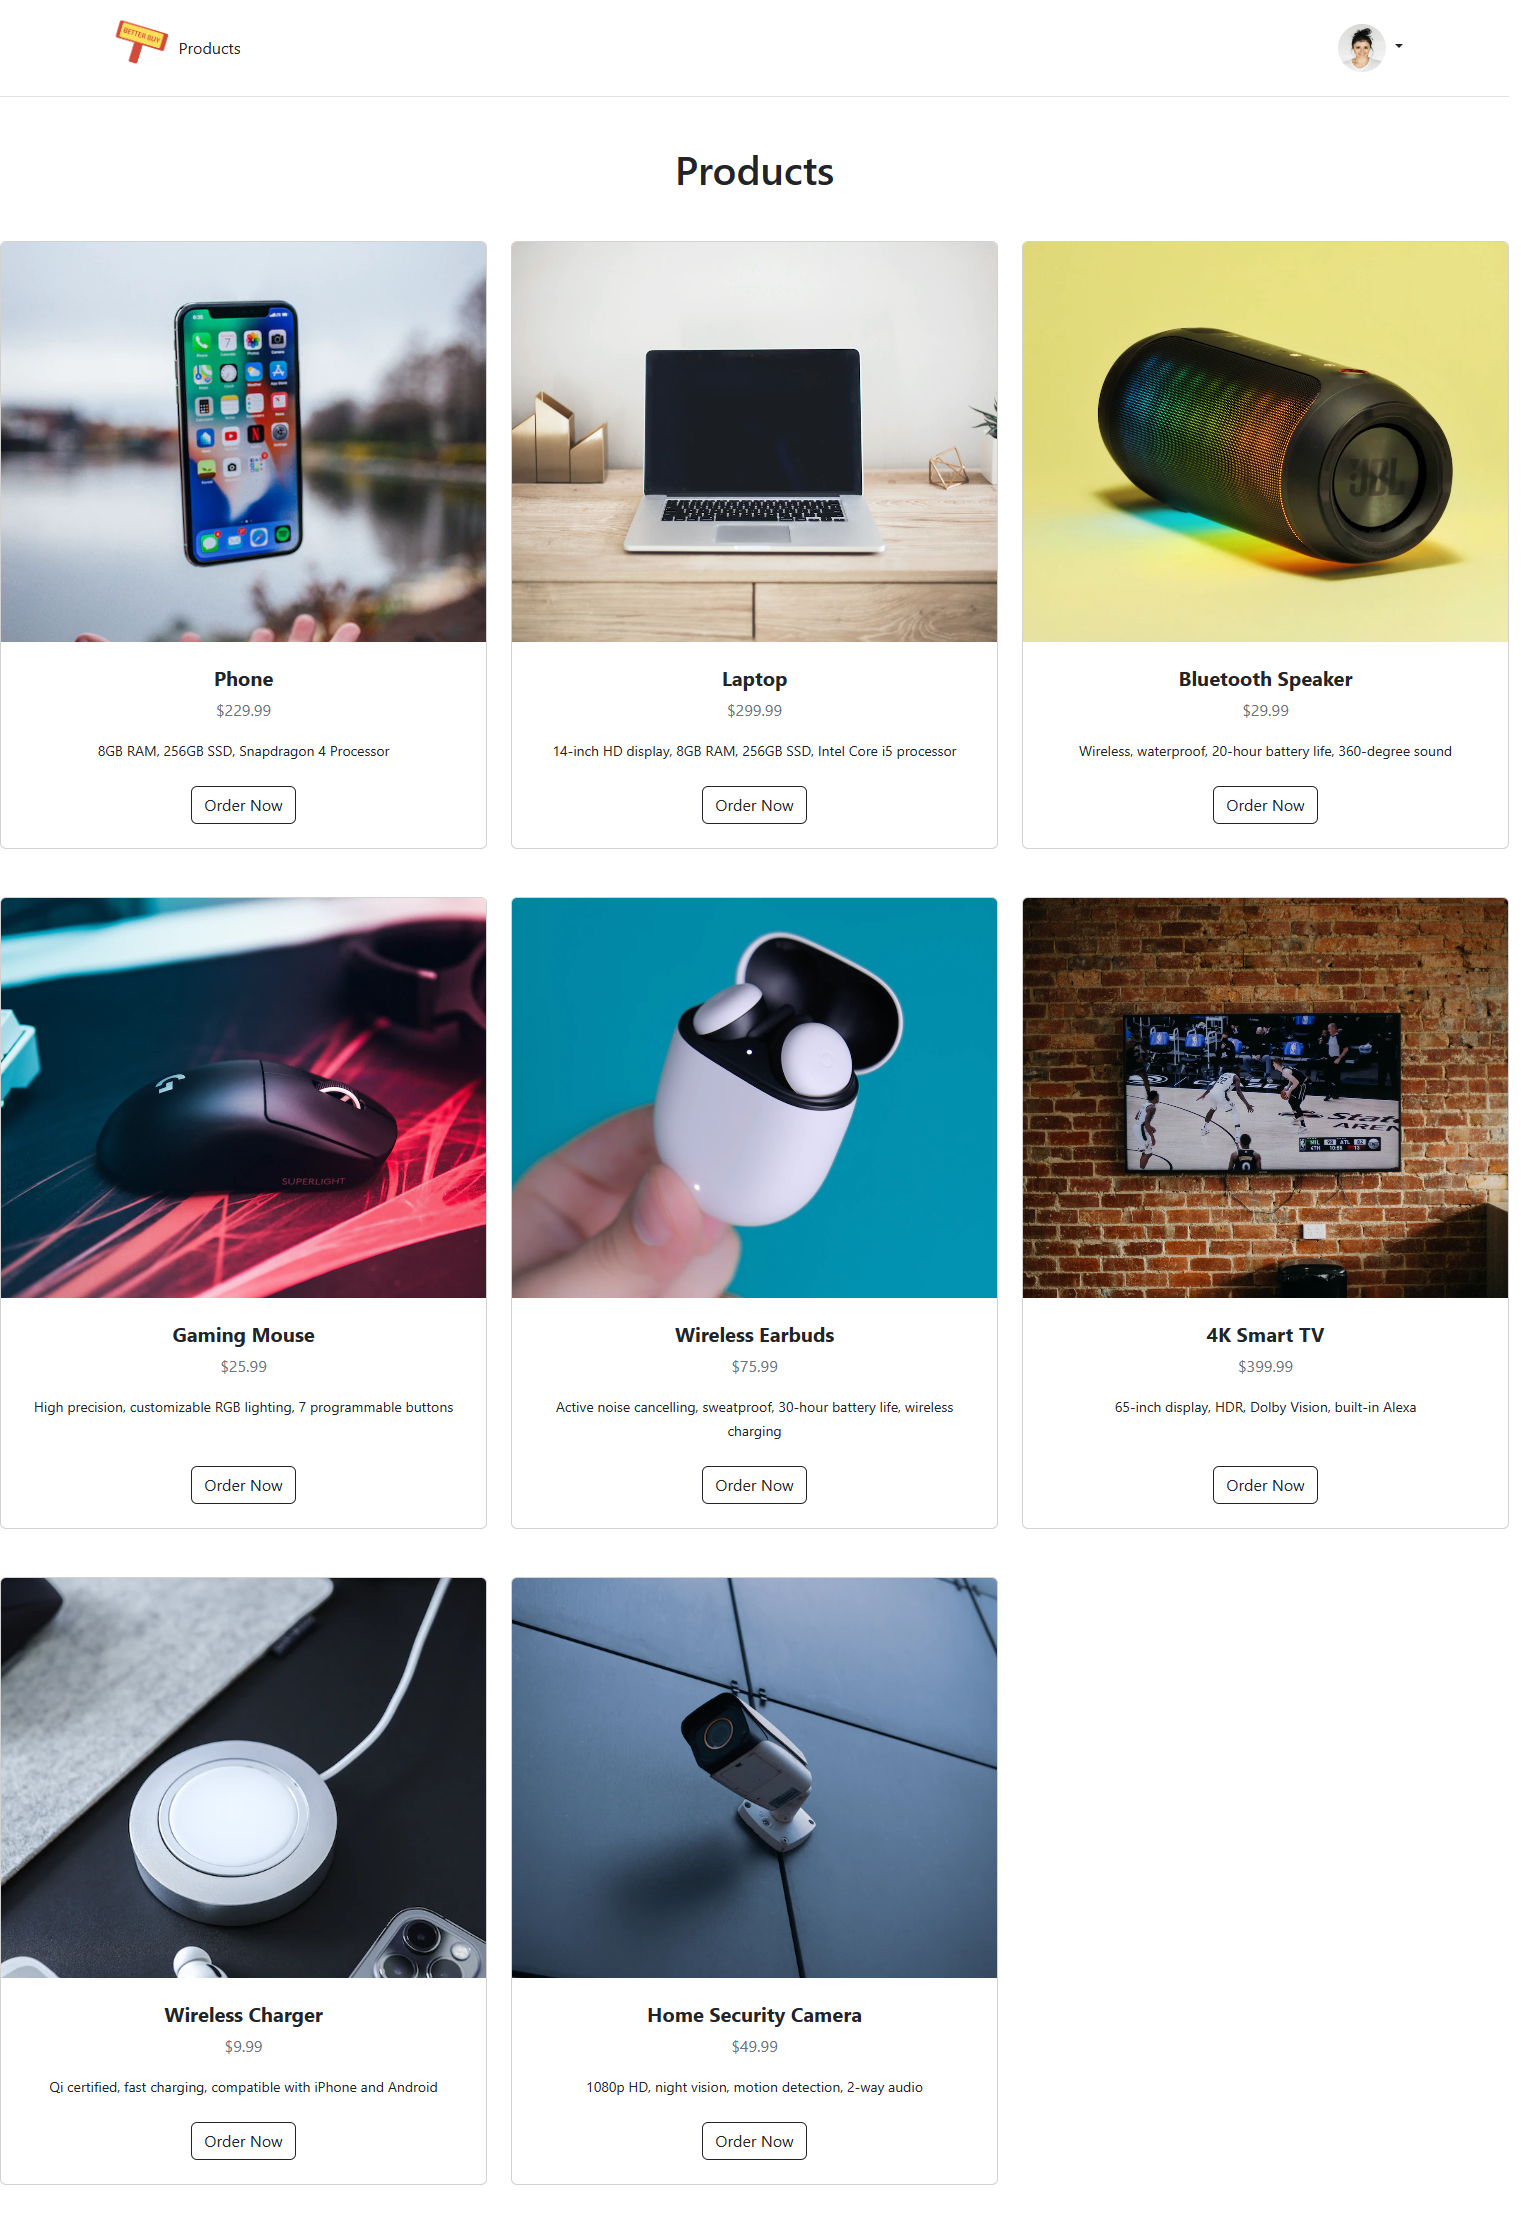 BETTER BUY
Products
Products
Phone
$229.99
8GB RAM, 256GB SSD, Snapdragon 4 Processor
Order Now
Laptop
$299.99
14-inch HD display, 8GB RAM, 256GB SSD, Intel Core i5 processor
Order Now
JBL
Bluetooth Speaker
$29.99
Wireless, waterproof, 20-hour battery life, 360-degree sound
Order Now
SUPERLIGHT
Gaming Mouse
$25.99
High precision, customizable RGB lighting, 7 programmable buttons
Order Now
Wireless Earbuds
$75.99
Active noise cancelling, sweatproof, 30-hour battery life, wireless
charging
Order Now
State
AREN
4K Smart TV
$399.99
65-inch display, HDR, Dolby Vision, built-in Alexa
Order Now
Wireless Charger
$9.99
Qi certified, fast charging, compatible with iPhone and Android
Order Now
Home Security Camera
$49.99
1080p HD, night vision, motion detection, 2-way audio
Order Now